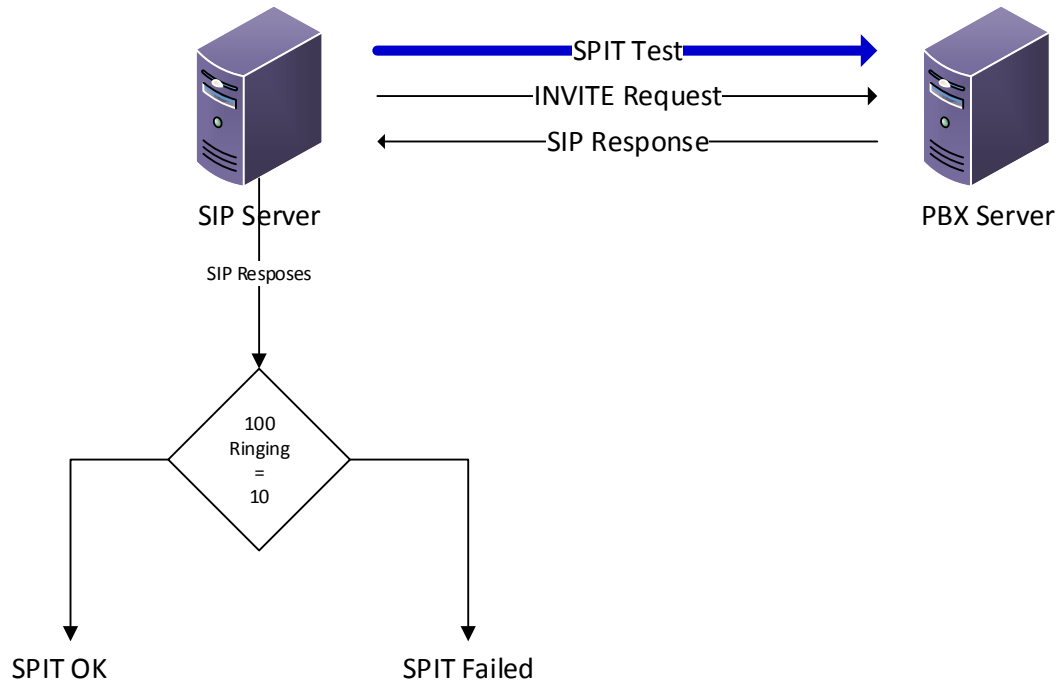 SPIT Test
INVITE Request
SIP Response
SIP Server
PBX Server
SIP Resposes
100
Ringing
=
10
SPIT OK
SPIT Failed